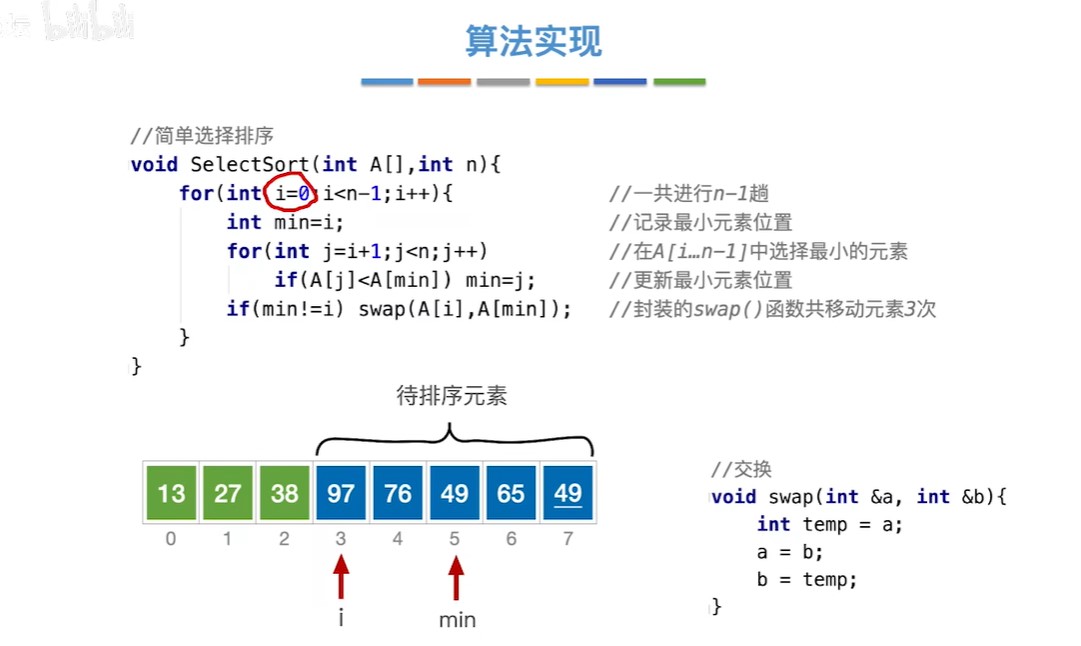 bilibili
算法实现
//简单选择排序
void SelectSort(int A[],int n){
for(int i=0;i<n-1;i++){ //一共进行n-1趟
int min=i; //记录最小元素位置
for(int j=i+1;j<n;j++) //在A[i…n-1]中选择最小的元素
if(A[j]<A[min]) min=j; //更新最小元素位置
if(min!=i) swap(A[i],A[min]); //封装的swap()函数共移动元素3次
}
}
待排序元素
13 27 38 97 76 49 65 49
0 1 2 3 4 5 6 7
i min
//交换
void swap(int &a, int &b){
int temp = a;
a = b;
b = temp;
}